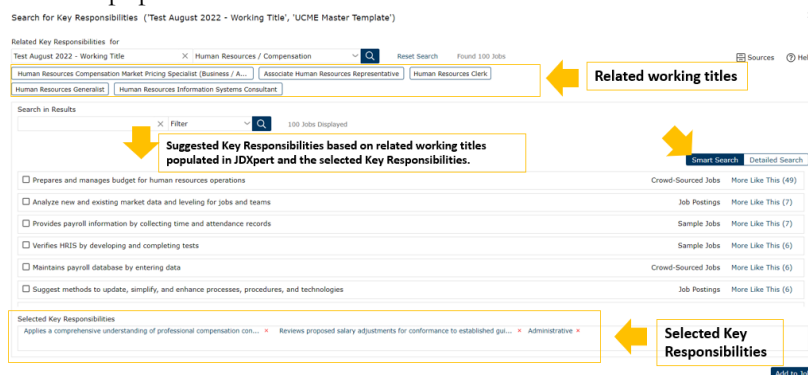 Search for Key Responsibilities ('Test August 2022 - Working Title', 'UCME Master Template')
Related Key Responsibilities for
Test August 2022 - Working Title × Human Resources / Compensation Reset Search Found 100 Jobs Sources Hel
Human Resources Compensation Market Pricing Specialist (Business / A... Associate Human Resources Representative Human Resources Clerk
Related working titles
Human Resources Generalist Human Resources Information Systems Consultant
Search in Results
× Filter 100 Jobs Displayed
Suggested Key Responsibilities based on related working titles
populated in JDXpert and the selected Key Responsibilities.
Smart Search Detailed Search
Prepares and manages budget for human resources operations Crowd-Sourced Jobs More Like This (49)
Analyze new and existing market data and leveling for jobs and teams Job Postings More Like This (7)
Provides payroll information by collecting time and attendance records Sample Jobs More Like This (7)
Verifies HRIS by developing and completing tests Sample Jobs More Like This (6)
Maintains payroll database by entering data Crowd-Sourced Jobs More Like This (6)
Suggest methods to update, simplify, and enhance processes, procedures, and technologies Job Postings More Like This (6)
Selected Key Responsibilities
Applies a comprehensive understanding of professional compensation con... × Reviews proposed salary adjustments for conformance to established gui... × Administrative ×
Selected Key
Responsibilities
Add to Jo